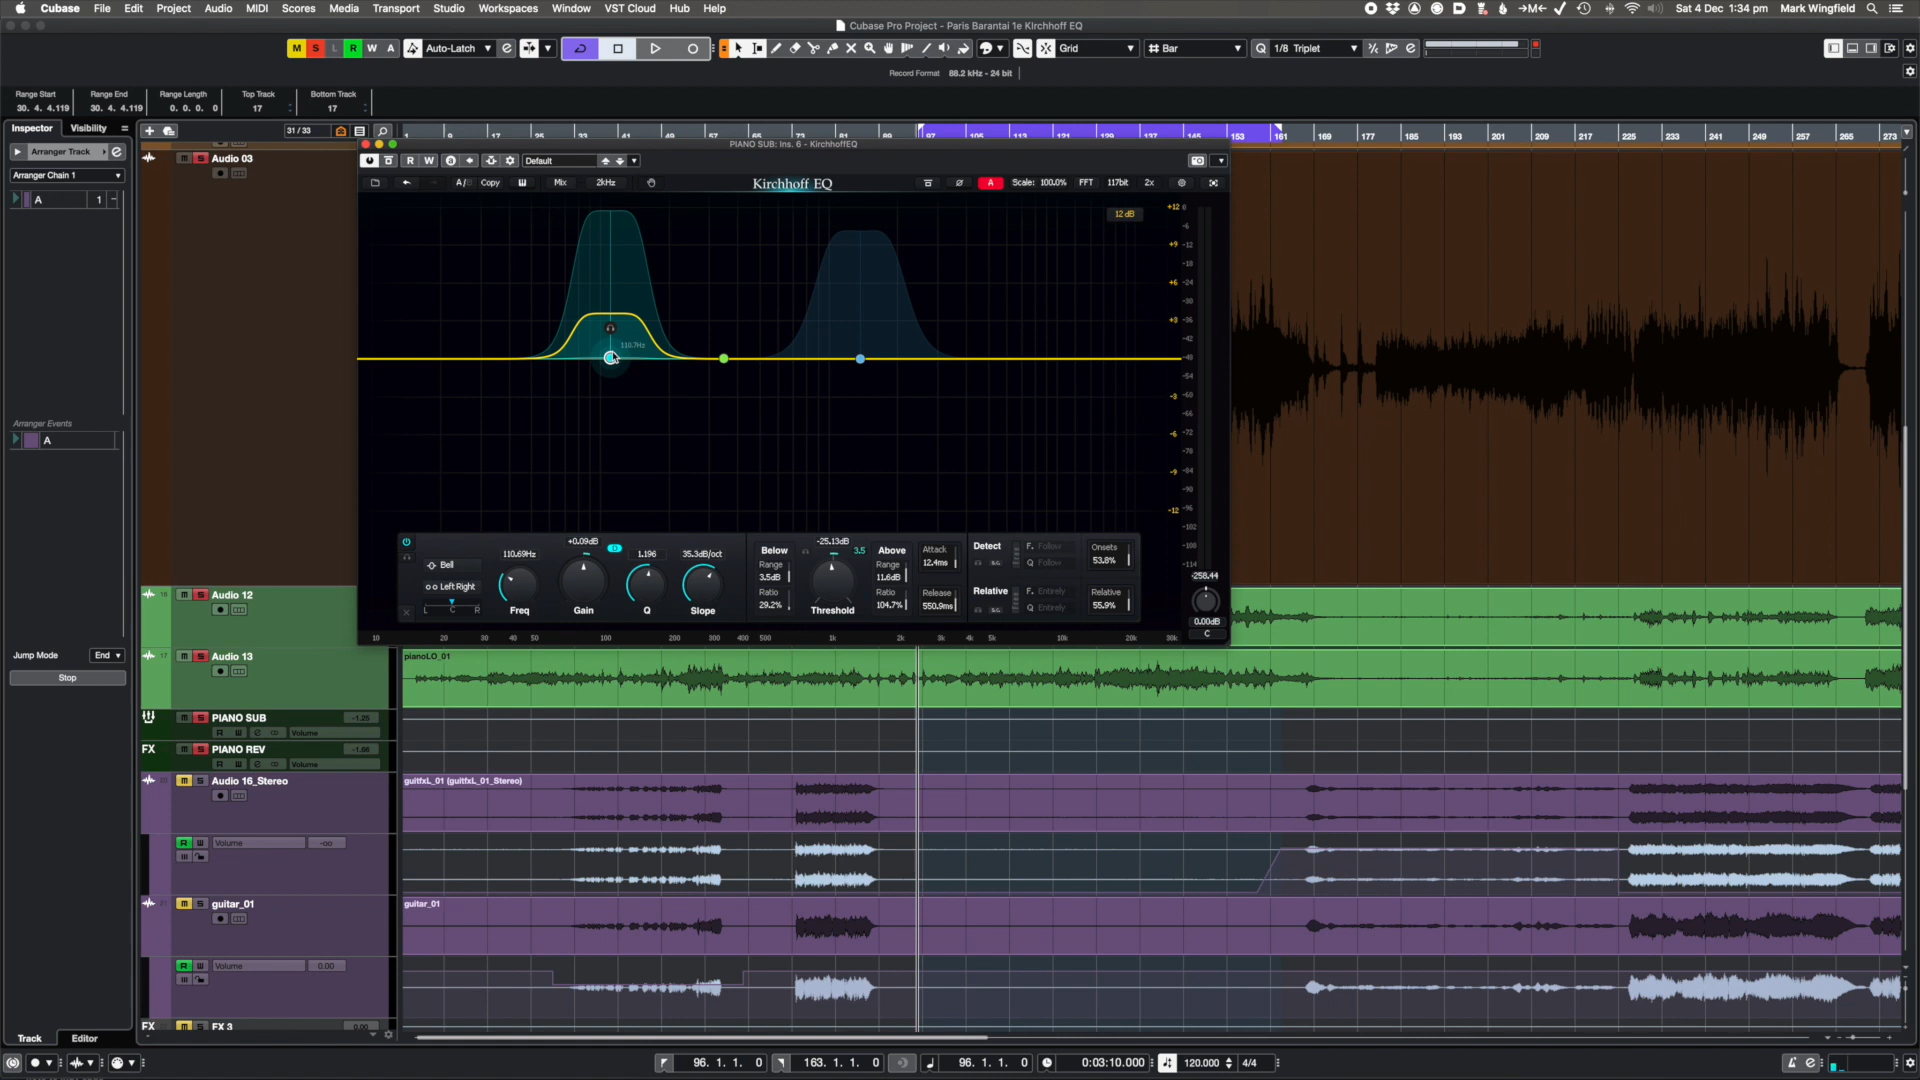 Cubase File Edit Project Audio MIDI Scores Media Transport Studio Workspaces Window VST Cloud Hub Help
Sat 4 Dec 1:34 pm Mark Wingfield
Cubase Pro Project - Paris Barantai 1e KIrchhoff EQ
M S L R W A Auto-Latch Grid Bar Q 1/8 Triplet
Record Format 88.2 kHz - 24 bit
Range Start Range End Range Length Top Track Bottom Track
30. 4. 4.119 30. 4. 4.119 0. 0. 0. 0 17 17
Inspector Visibility
31 / 33
1 9 17 25 33 41 49 57 65 73 81 89 97 105 113 121 129 137 145 153 161 169 177 185 193 201 209 217 225 233 241 249 257 265 273
Arranger Track
Arranger Chain 1
A 1
Arranger Events
A
Jump Mode End
Stop
Track Editor
Audio 03
PIANO SUB: Ins. 6 - KirchhoffEQ
R W Default
A/B Copy Mix 2kHz Kirchhoff EQ A Scale: 100.0% FFT 117bit 2x
12 dB
+12 +9 +6 +3 -3 -6 -9 -12
0 -6 -12 -18 -24 -30 -36 -42 -48 -54 -60 -66 -72 -78 -84 -90 -96 -102 -108 -114
110.7Hz
-258.44
0.00dB
C
Bell
Left Right
L C R
110.69Hz +0.09dB D 1.196 35.3dB/oct
Freq Gain Q Slope
Below -25.13dB 3.5 Above
Range 3.5dB
Ratio 29.2%
Threshold
Range 11.6dB
Ratio 104.7%
Attack 12.4ms
Release 550.9ms
Detect F. Follow Q Follow
Relative F. Entirely Q Entirely
Onsets 53.8%
Relative 55.9%
10 20 30 40 50 100 200 300 400 500 1k 2k 3k 4k 5k 10k 20k 30k
16 m S Audio 12
17 m S Audio 13
pianoLO_01
m S PIANO SUB -1.25
Volume
FX m S PIANO REV -1.66
Volume
m S Audio 16_Stereo
guitfxL_01 (guitfxL_01_Stereo)
R Volume -oo
m S guitar_01
guitar_01
R Volume 0.00
FX m S FX 3 0.00
96. 1. 1. 0 163. 1. 1. 0 96. 1. 1. 0 0:03:10.000 120.000 4/4